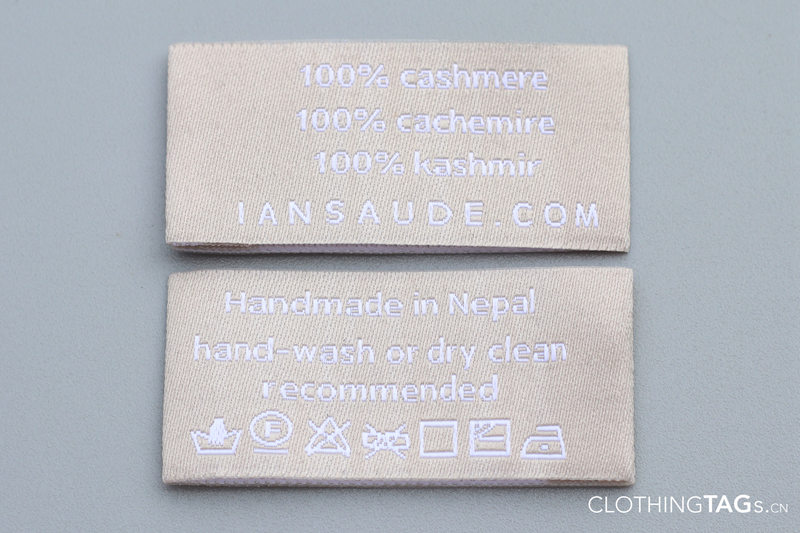 100% cashmere
100% cachemire
100% kashmir
IANSAUDE.COM
Handmade in Nepal
hand-wash or dry clean
recommended
F
CLOTHINGTAGS.CN